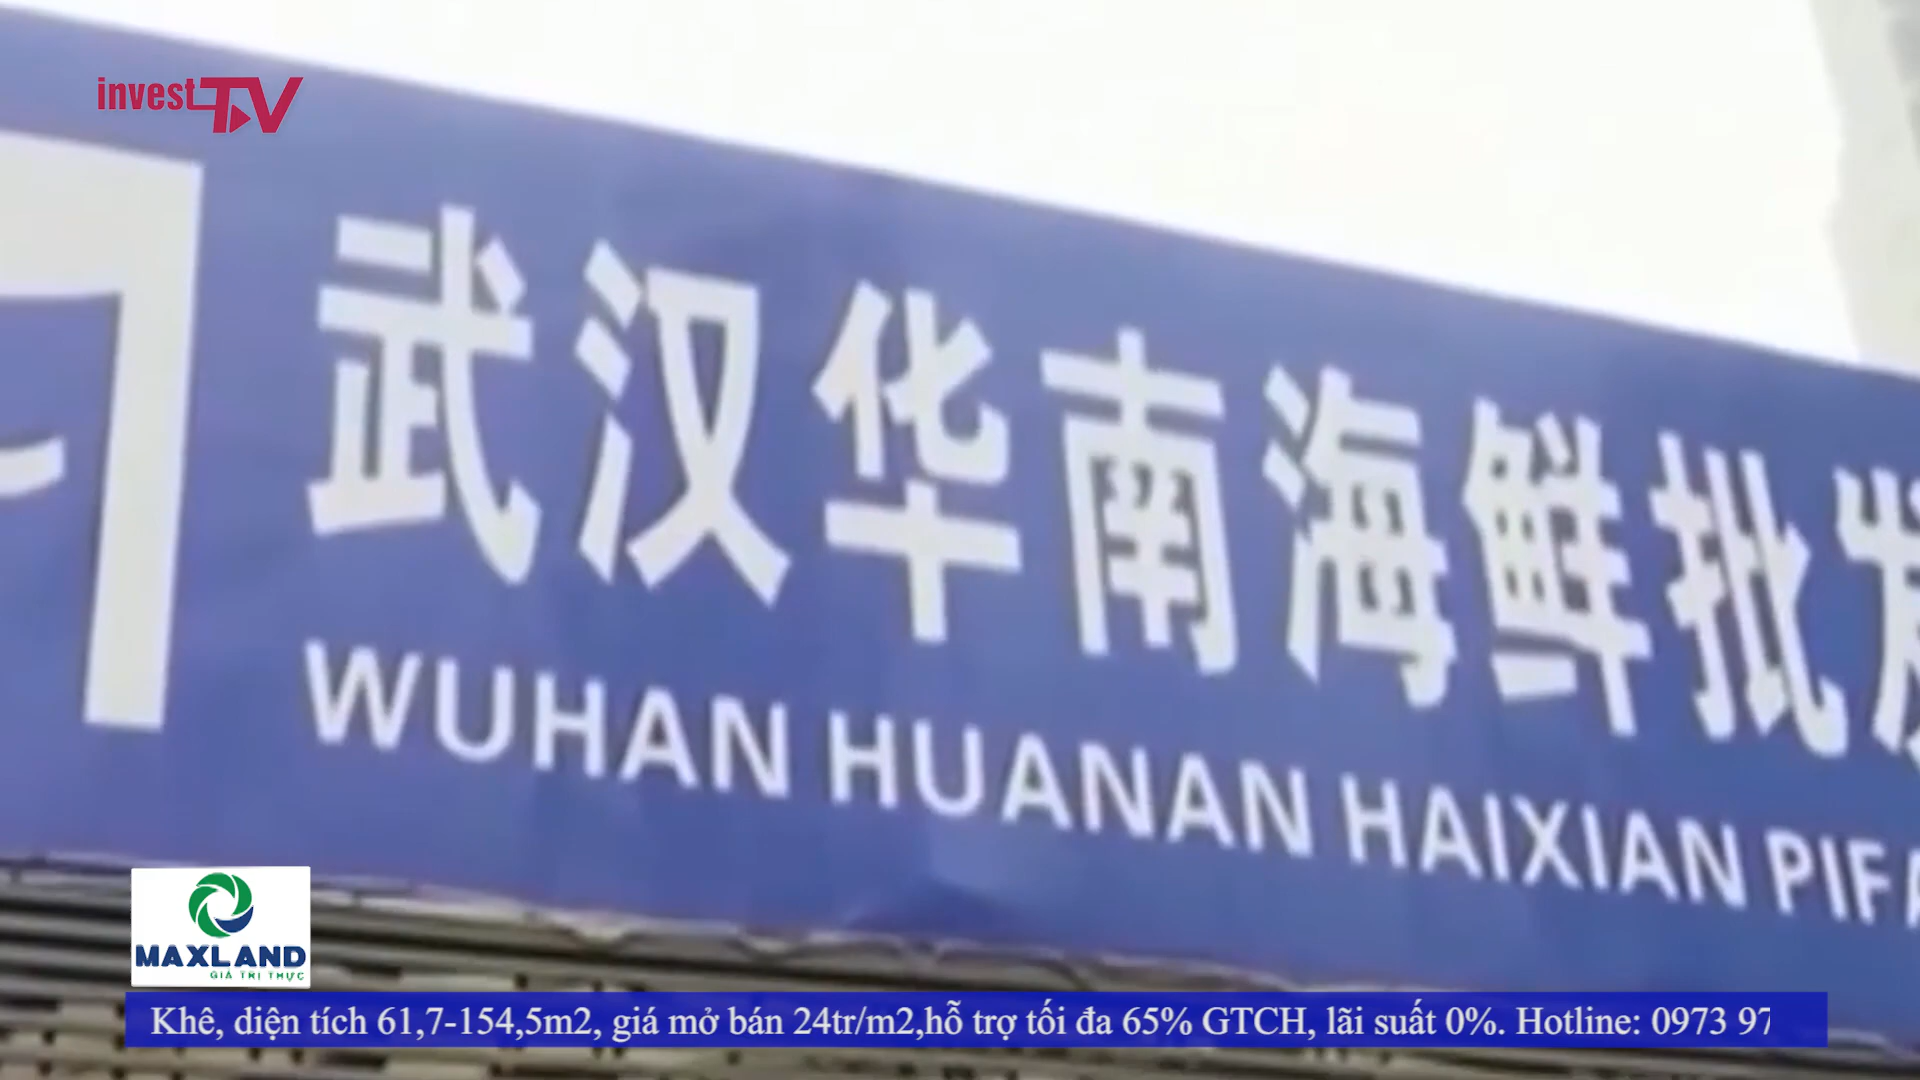 invest TV
武汉华南海鲜批发
WUHAN HUANAN HAIXIAN PIFA
MAXLAND
GIÁ TRỊ THỰC
Khê, diện tích 61,7-154,5m2, giá mở bán 24tr/m2,hỗ trợ tối đa 65% GTCH, lãi suất 0%. Hotline: 0973 97